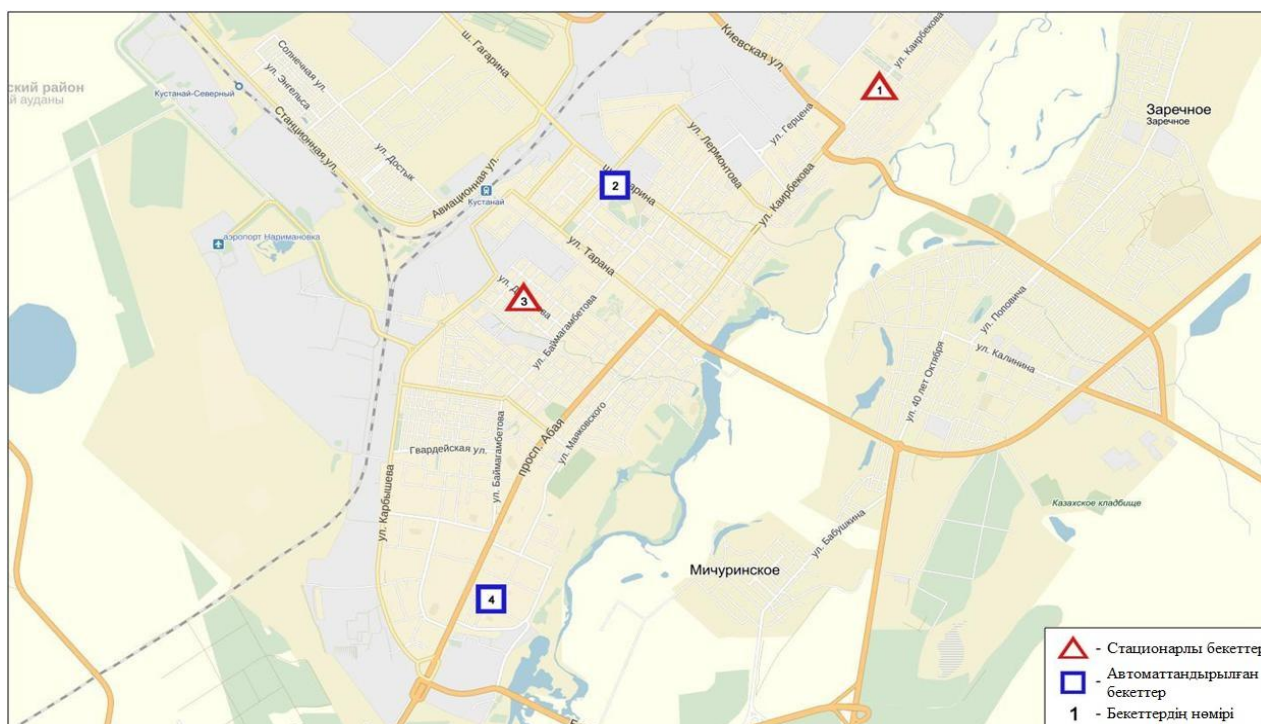 ский район
й ауданы
Кустанай-Северный
Солнечная ул.
ул. Энгельса
Станционная ул.
ул. Достык
ш. Гагарина
Авиационная ул.
Кустанай
аэропорт Наримановка
Киевская ул.
ул. Каирбекова
1
ул. Герцена
ул. Лермонтова
2
ул. Каирбекова
Заречное
Заречное
ул. Тарана
3
ул. Баймагамбетова
ул. Поповича
ул. Калинина
ул. 40 лет Октября
просп. Абая
ул. Маяковского
Гвардейская ул.
ул. Баймагамбетова
ул. Карбышева
Казахское кладбище
ул. Бабушкина
Мичуринское
4
- Стационарлы бекеттер
- Автоматтандырылған
бекеттер
1 - Бекеттердің нөмірі